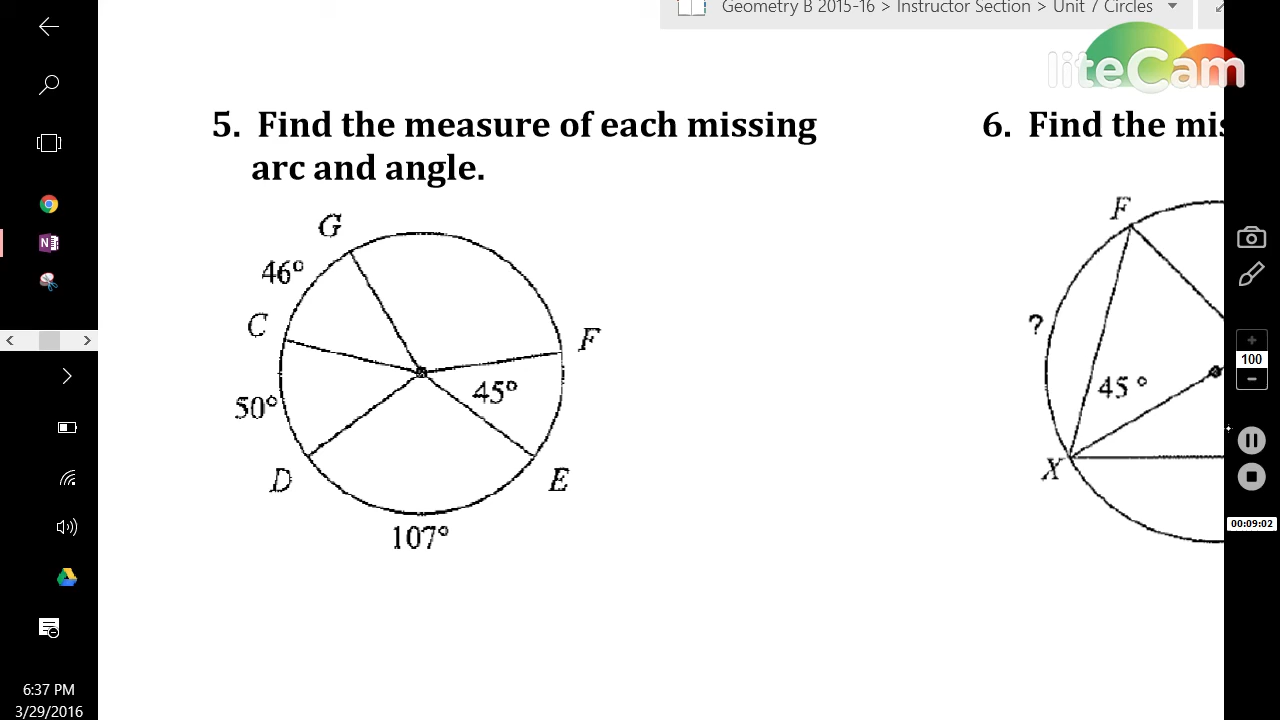 Geometry B 2015-16 > Instructor Section > Unit 7 Circles
liteCam
5. Find the measure of each missing
arc and angle.
G
46°
C
F
45°
50°
D
E
107°
6. Find the mis
F
?
45°
X
100
00:09:02
N
6:37 PM
3/29/2016